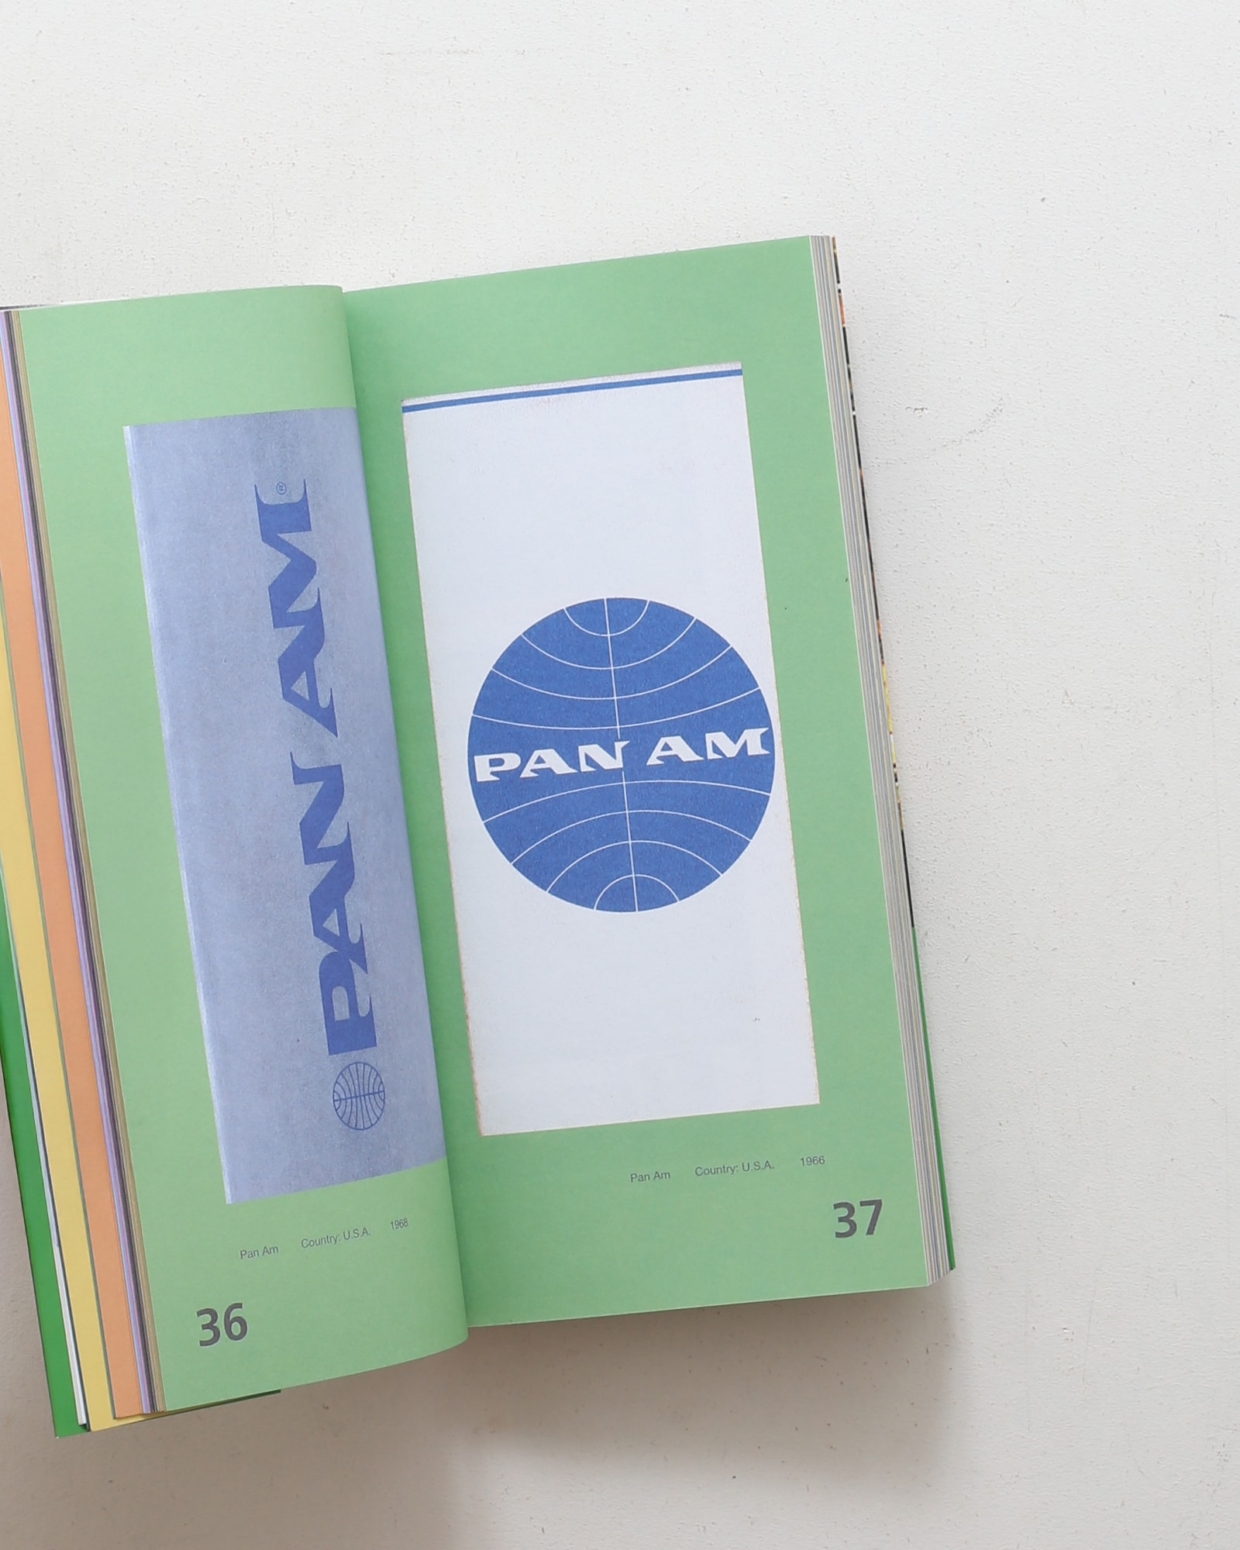 PAN AM®
Pan Am Country: U.S.A. 1968
36
PAN AM
Pan Am Country: U.S.A. 1966
37